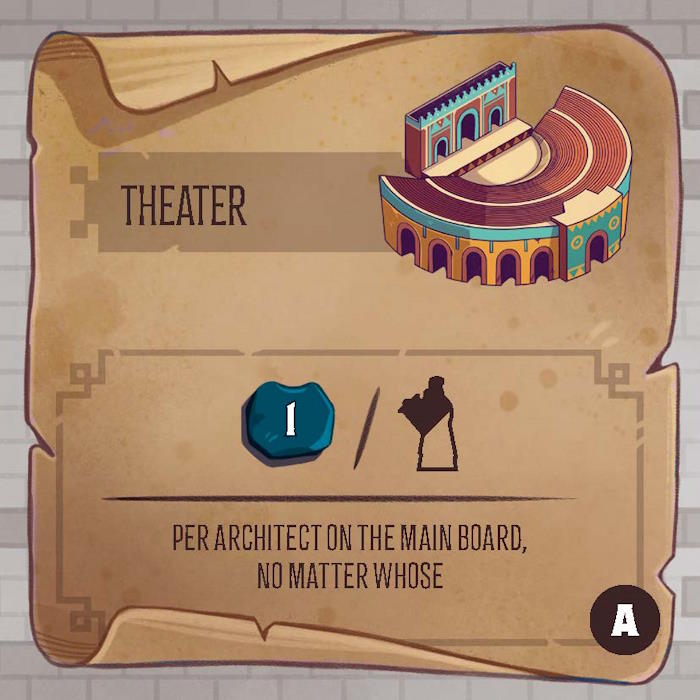 THEATER
1 /
PER ARCHITECT ON THE MAIN BOARD,
NO MATTER WHOSE
A